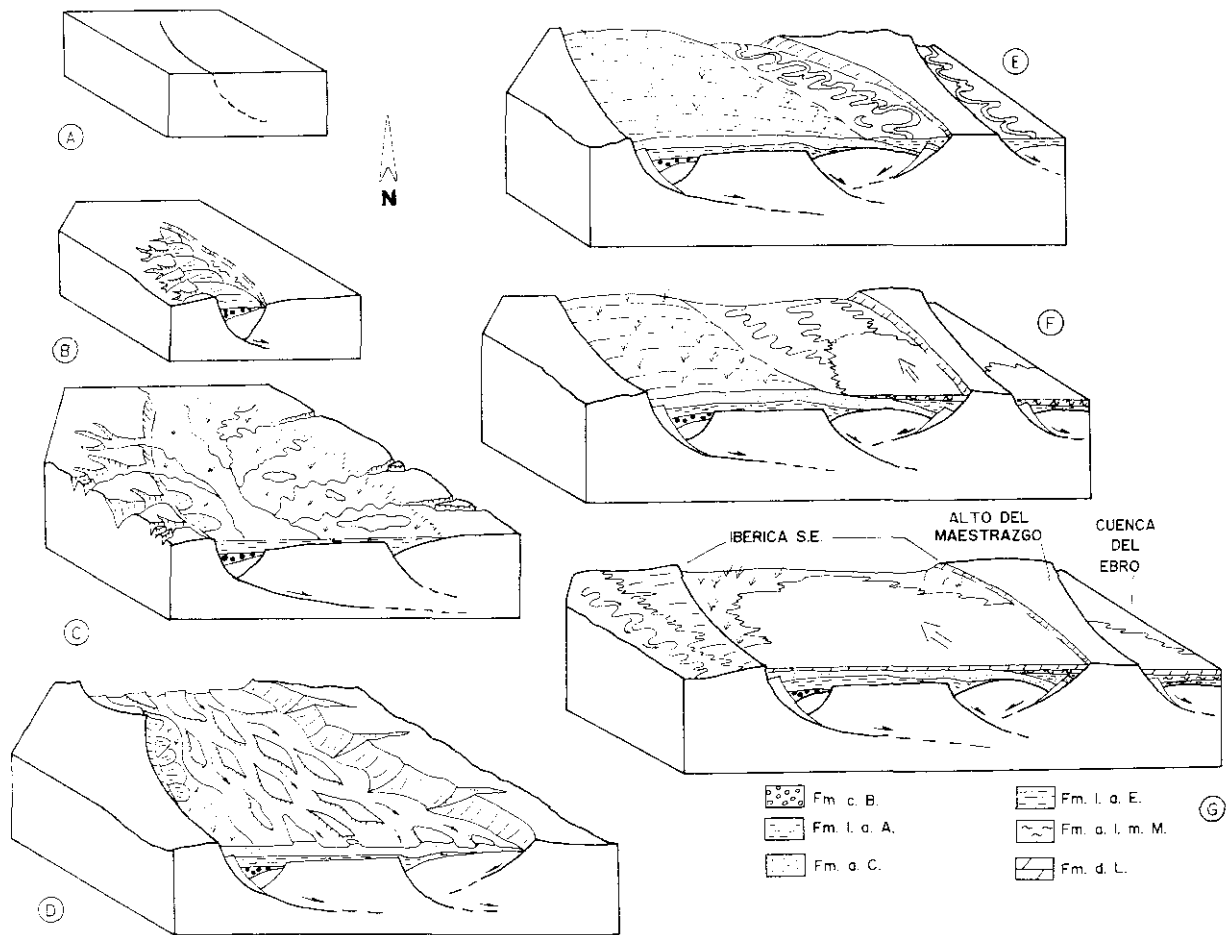 A
N
B
C
D
E
F
IBERICA S.E.
ALTO DEL
MAESTRAZGO
CUENCA
DEL
EBRO
G
Fm. c. B.
Fm. l. a. A.
Fm. a. C.
Fm. l. a. E.
Fm. a. l. m. M.
Fm. d. L.